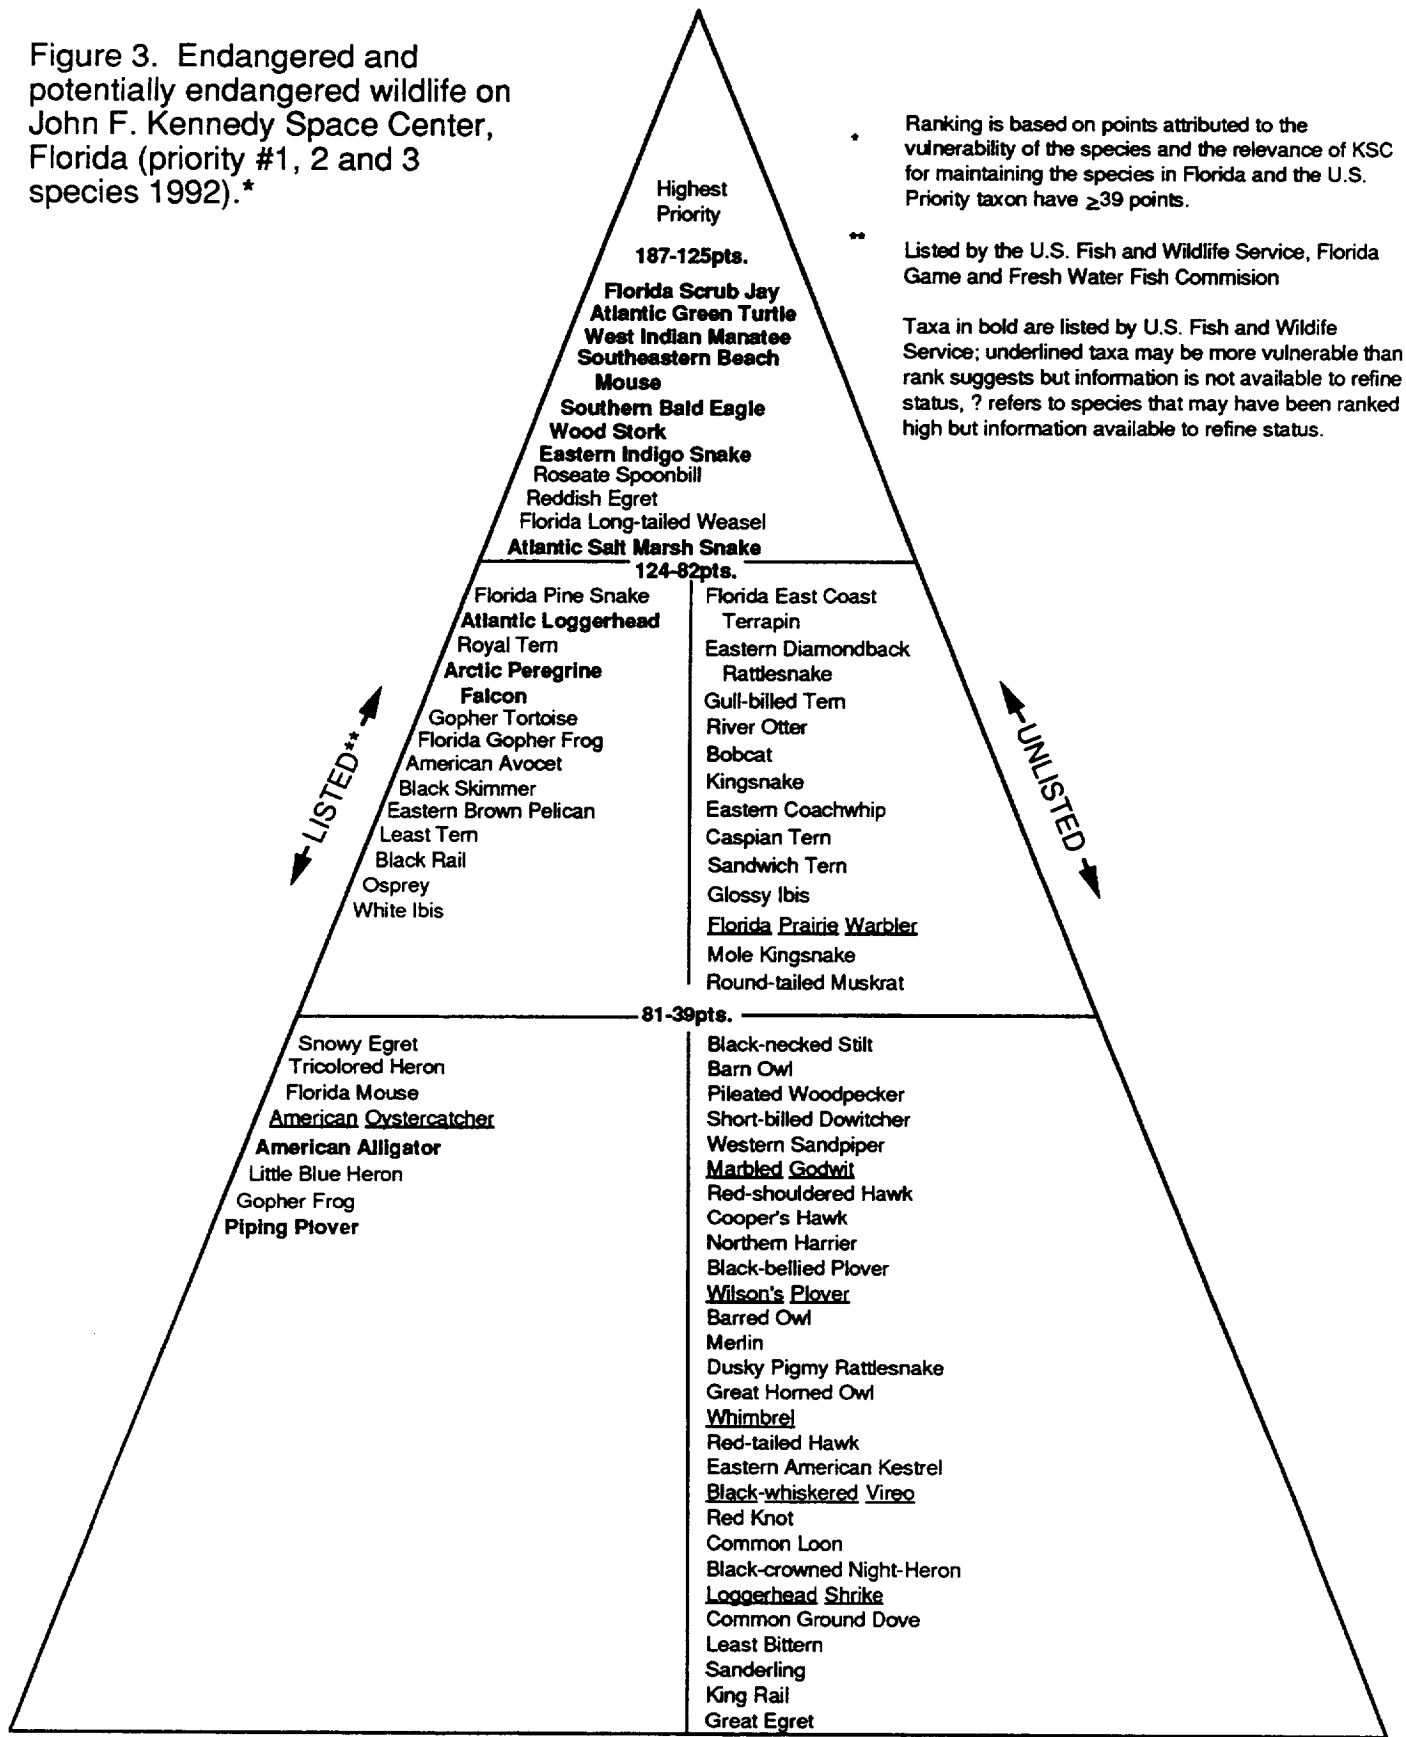 Figure 3. Endangered and
potentially endangered wildlife on
John F. Kennedy Space Center,
Florida (priority #1, 2 and 3
species 1992).*
* Ranking is based on points attributed to the
vulnerability of the species and the relevance of KSC
for maintaining the species in Florida and the U.S.
Priority taxon have ≥39 points.
** Listed by the U.S. Fish and Wildlife Service, Florida
Game and Fresh Water Fish Commision
Taxa in bold are listed by U.S. Fish and Wildife
Service; underlined taxa may be more vulnerable than
rank suggests but information is not available to refine
status, ? refers to species that may have been ranked
high but information available to refine status.
Highest
Priority
187-125pts.
Florida Scrub Jay
Atlantic Green Turtle
West Indian Manatee
Southeastern Beach
Mouse
Southern Bald Eagle
Wood Stork
Eastern Indigo Snake
Roseate Spoonbill
Reddish Egret
Florida Long-tailed Weasel
Atlantic Salt Marsh Snake
124-82pts.
LISTED**
Florida Pine Snake
Atlantic Loggerhead
Royal Tern
Arctic Peregrine
Falcon
Gopher Tortoise
Florida Gopher Frog
American Avocet
Black Skimmer
Eastern Brown Pelican
Least Tern
Black Rail
Osprey
White Ibis
Florida East Coast
Terrapin
Eastern Diamondback
Rattlesnake
Gull-billed Tern
River Otter
Bobcat
Kingsnake
Eastern Coachwhip
Caspian Tern
Sandwich Tern
Glossy Ibis
Florida Prairie Warbler
Mole Kingsnake
Round-tailed Muskrat
UNLISTED
81-39pts.
Snowy Egret
Tricolored Heron
Florida Mouse
American Oystercatcher
American Alligator
Little Blue Heron
Gopher Frog
Piping Plover
Black-necked Stilt
Barn Owl
Pileated Woodpecker
Short-billed Dowitcher
Western Sandpiper
Marbled Godwit
Red-shouldered Hawk
Cooper's Hawk
Northern Harrier
Black-bellied Plover
Wilson's Plover
Barred Owl
Merlin
Dusky Pigmy Rattlesnake
Great Horned Owl
Whimbrel
Red-tailed Hawk
Eastern American Kestrel
Black-whiskered Vireo
Red Knot
Common Loon
Black-crowned Night-Heron
Loggerhead Shrike
Common Ground Dove
Least Bittern
Sanderling
King Rail
Great Egret